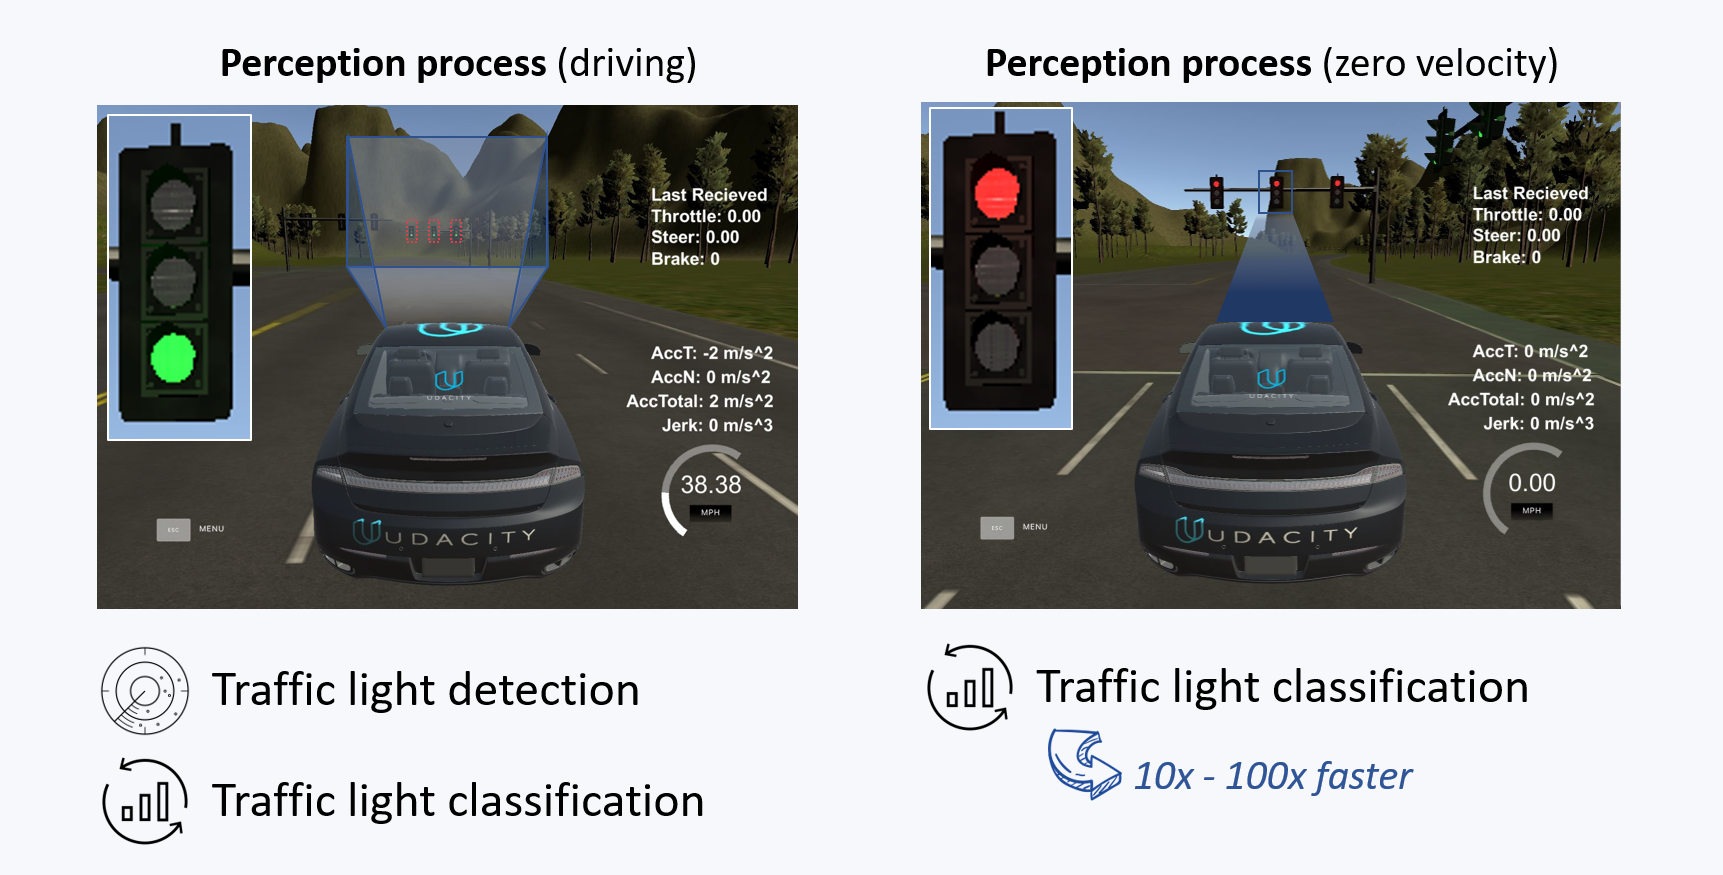 Perception process (driving)
Last Recieved
Throttle: 0.00
Steer: 0.00
Brake: 0
UDACITY
AccT: -2 m/s^2
AccN: 0 m/s^2
AccTotal: 2 m/s^2
Jerk: 0 m/s^3
38.38
MPH
ESC MENU
UDACITY
Traffic light detection
Traffic light classification
Perception process (zero velocity)
Last Recieved
Throttle: 0.00
Steer: 0.00
Brake: 0
UDACITY
AccT: 0 m/s^2
AccN: 0 m/s^2
AccTotal: 0 m/s^2
Jerk: 0 m/s^3
0.00
MPH
ESC MENU
UDACITY
Traffic light classification
10x - 100x faster